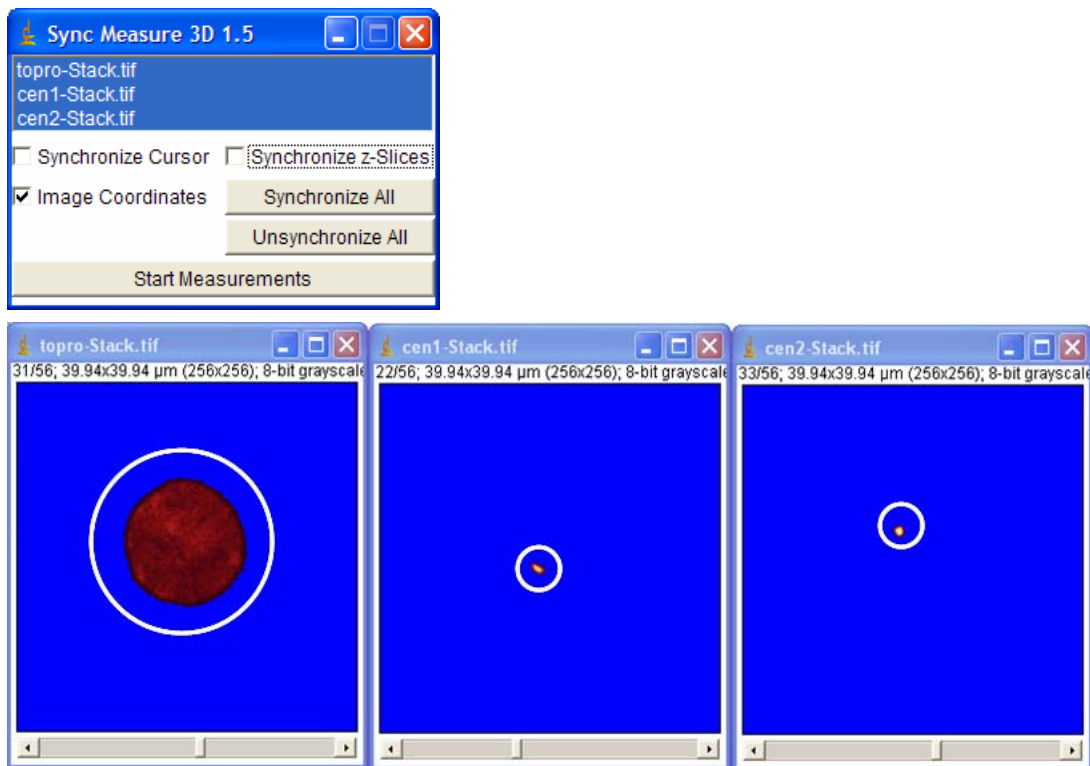 Sync Measure 3D 1.5
topro-Stack.tif
cen1-Stack.tif
cen2-Stack.tif
Synchronize Cursor Synchronize z-Slices
Image Coordinates Synchronize All
Unsynchronize All
Start Measurements
topro-Stack.tif
31/56; 39.94x39.94 µm (256x256); 8-bit grayscale
cen1-Stack.tif
22/56; 39.94x39.94 µm (256x256); 8-bit grayscale
cen2-Stack.tif
33/56; 39.94x39.94 µm (256x256); 8-bit grayscale